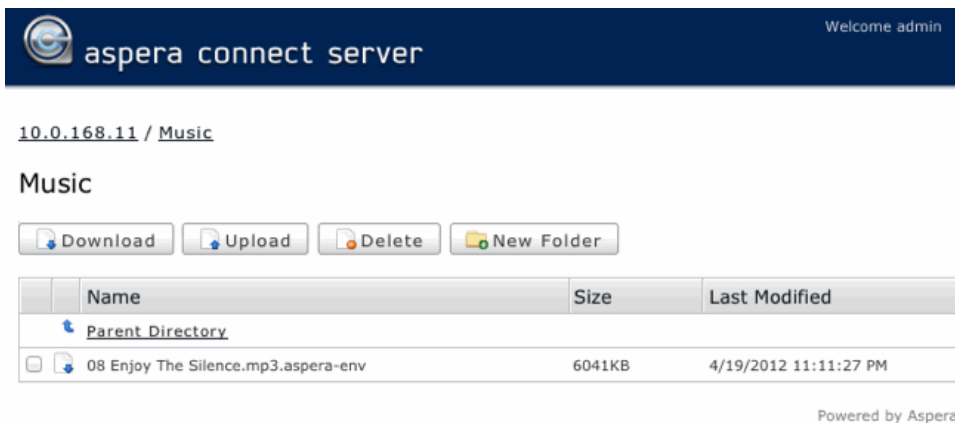 Welcome admin
aspera connect server
10.0.168.11 / Music
Music
Download Upload Delete New Folder
Name Size Last Modified
Parent Directory
08 Enjoy The Silence.mp3.aspera-env 6041KB 4/19/2012 11:11:27 PM
Powered by Aspera